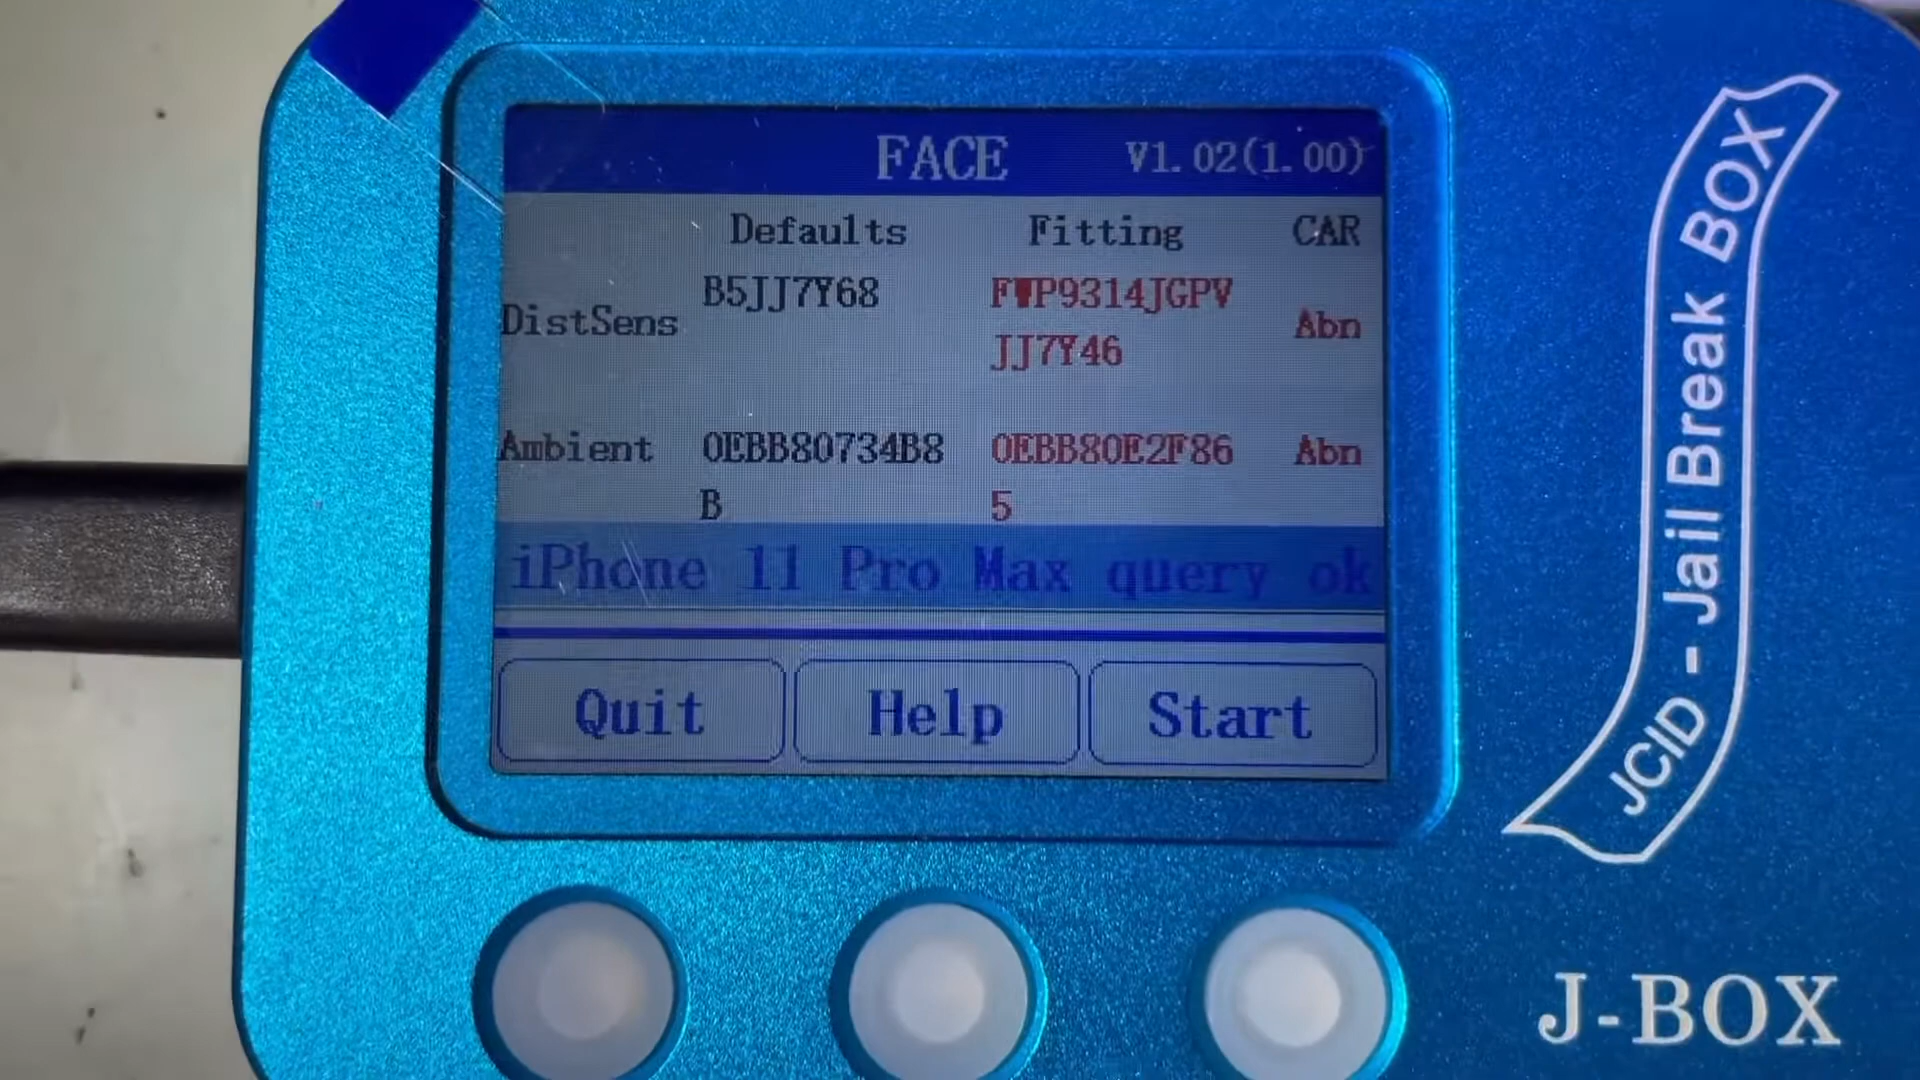 FACE V1.02(1.00)
Defaults Fitting CAR
DistSens B5JJ7Y68 FWP9314JGPV Abn
JJ7Y46
Ambient 0EBB80734B8 0EBB80E2F86 Abn
B 5
iPhone 11 Pro Max query ok
Quit Help Start
JCID - Jail Break BOX
J-BOX